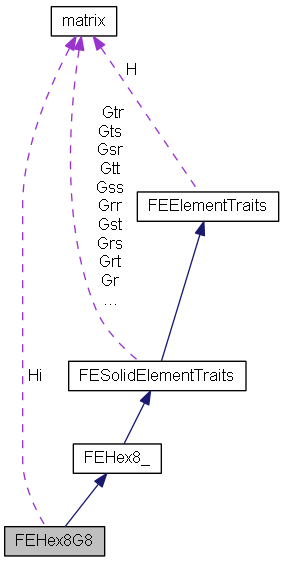 matrix
H
Gtr
Gts
Gsr
Gtt
Gss
Grr
Gst
Grs
Grt
Gr
...
FEElementTraits
FESolidElementTraits
Hi
FEHex8_
FEHex8G8